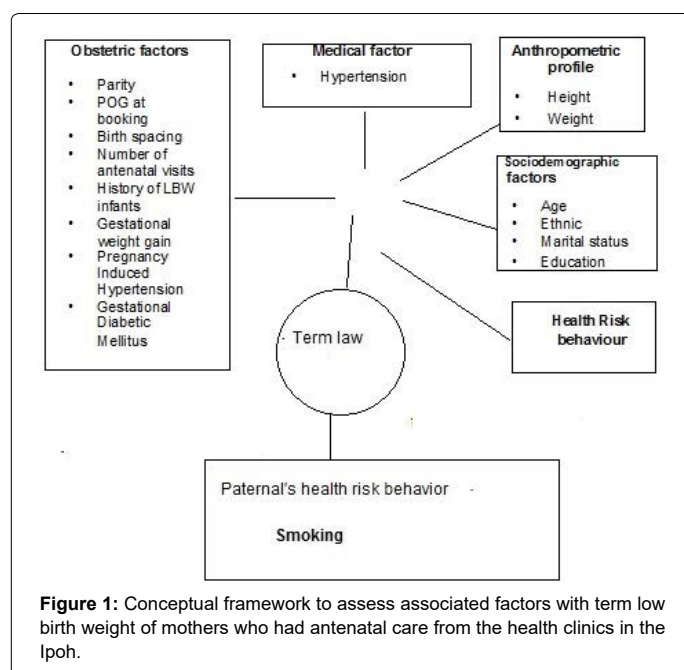 Obstetric factors
• Parity
• POG at
booking
• Birth spacing
• Number of
antenatal visits
• History of LBW
infants
• Gestational
weight gain
• Pregnancy
Induced
Hypertension
• Gestational
Diabetic
Mellitus
Medical factor
• Hypertension
Anthropometric
profile
• Height
• Weight
Sociodemographic
factors
• Age
• Ethnic
• Marital status
• Education
Health Risk
behaviour
Term law
Paternal's health risk behavior
Smoking
Figure 1: Conceptual framework to assess associated factors with term low
birth weight of mothers who had antenatal care from the health clinics in the
Ipoh.